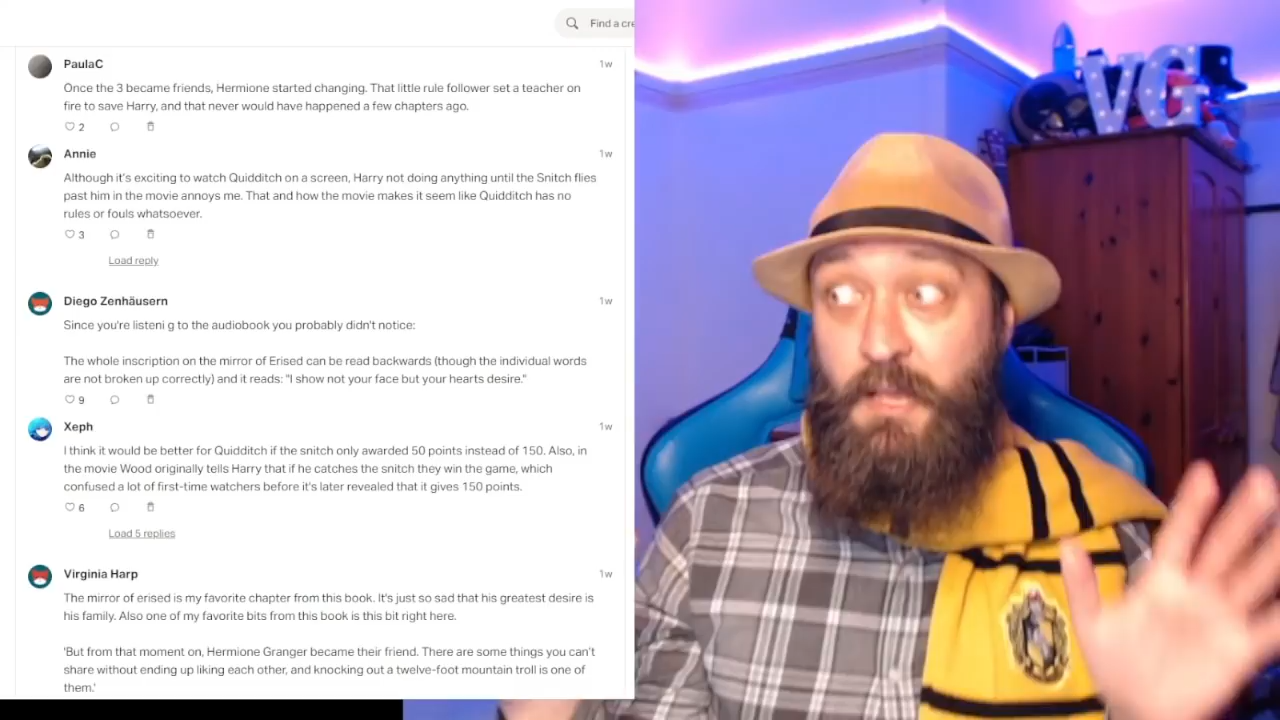 Find a cre
PaulaC
1w
Once the 3 became friends, Hermione started changing. That little rule follower set a teacher on
fire to save Harry, and that never would have happened a few chapters ago.
2
Annie
1w
Although it's exciting to watch Quidditch on a screen, Harry not doing anything until the Snitch flies
past him in the movie annoys me. That and how the movie makes it seem like Quidditch has no
rules or fouls whatsoever.
3
Load reply
Diego Zenhäusern
1w
Since you're listeni g to the audiobook you probably didn't notice:
The whole inscription on the mirror of Erised can be read backwards (though the individual words
are not broken up correctly) and it reads: "I show not your face but your hearts desire."
9
Xeph
1w
I think it would be better for Quidditch if the snitch only awarded 50 points instead of 150. Also, in
the movie Wood originally tells Harry that if he catches the snitch they win the game, which
confused a lot of first-time watchers before it's later revealed that it gives 150 points.
6
Load 5 replies
Virginia Harp
1w
The mirror of erised is my favorite chapter from this book. It's just so sad that his greatest desire is
his family. Also one of my favorite bits from this book is this bit right here.
'But from that moment on, Hermione Granger became their friend. There are some things you can't
share without ending up liking each other, and knocking out a twelve-foot mountain troll is one of
them.'
VG